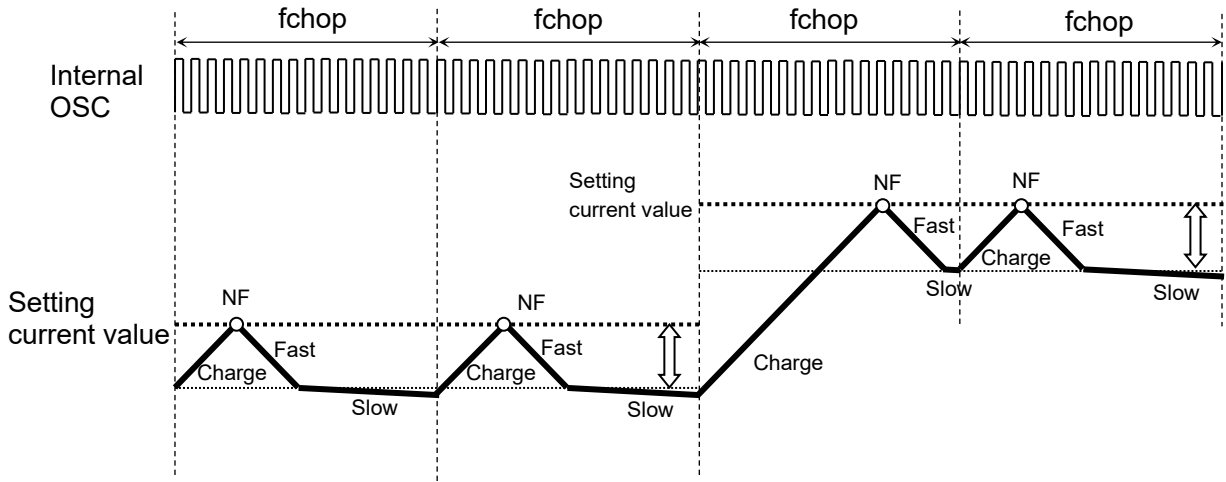 fchop
fchop
fchop
fchop
Internal
OSC
Setting
current value
NF
NF
Fast
Fast
Charge
Charge
Slow
Slow
Setting
current value
NF
NF
Fast
Fast
Charge
Slow
Slow
Charge